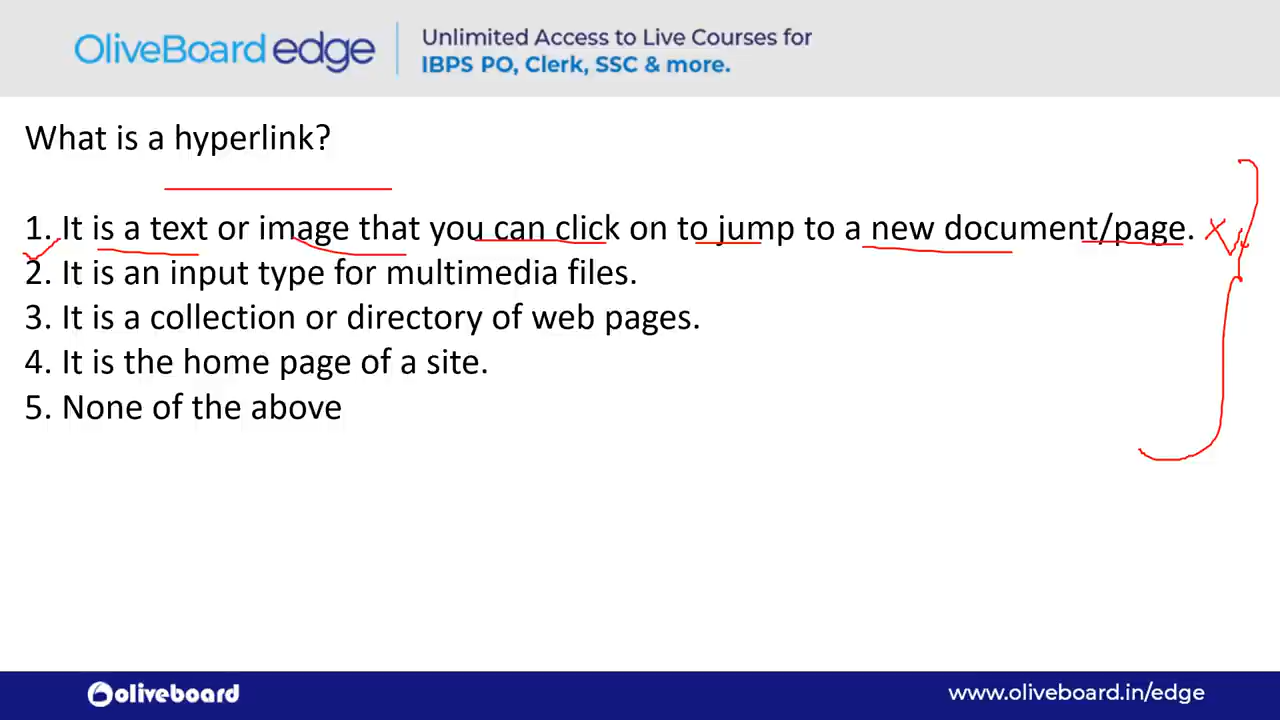 OliveBoard edge
Unlimited Access to Live Courses for
IBPS PO, Clerk, SSC & more.
What is a hyperlink?
1. It is a text or image that you can click on to jump to a new document/page.
2. It is an input type for multimedia files.
3. It is a collection or directory of web pages.
4. It is the home page of a site.
5. None of the above
oliveboard
www.oliveboard.in/edge